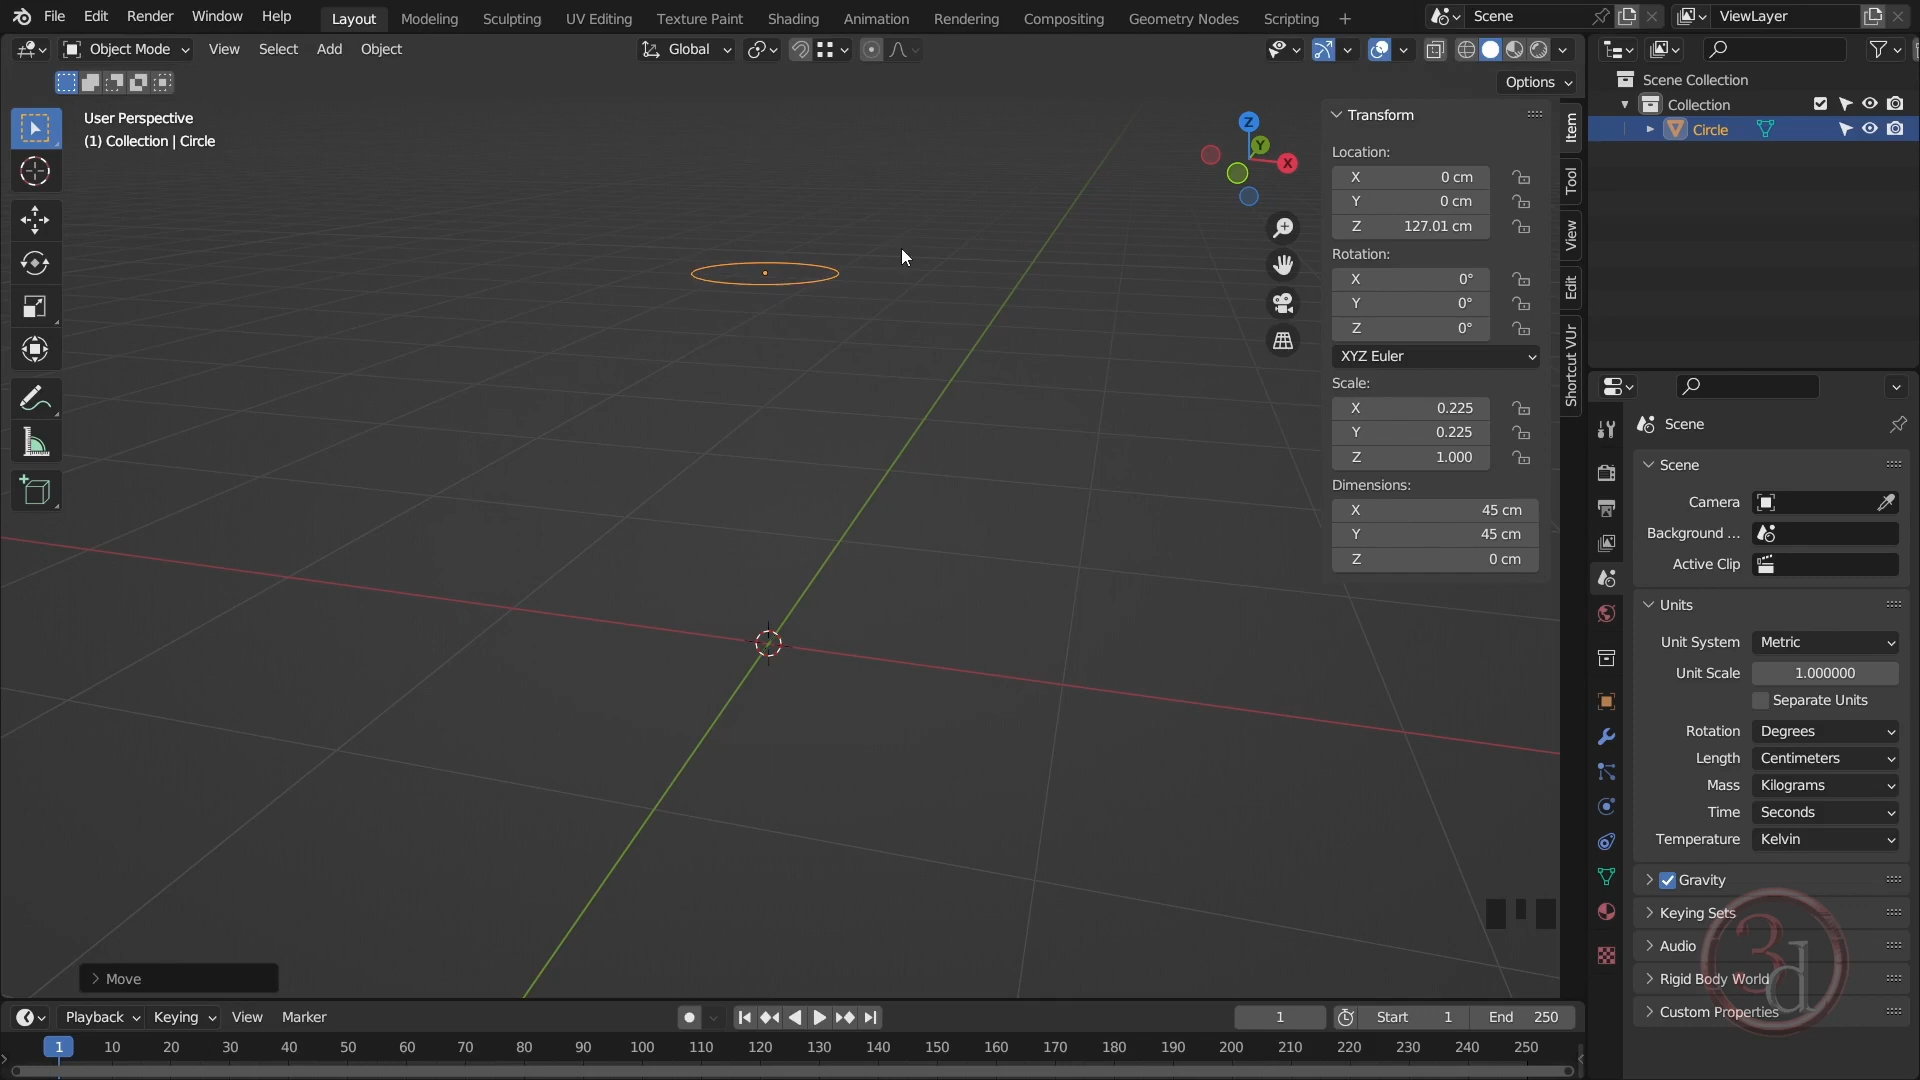 File Edit Render Window Help Layout Modeling Sculpting UV Editing Texture Paint Shading Animation Rendering Compositing Geometry Nodes Scripting + Scene ViewLayer
Object Mode View Select Add Object Global
Options
User Perspective
(1) Collection | Circle
Z
Y
X
Transform
Location:
X 0 cm
Y 0 cm
Z 127.01 cm
Rotation:
X 0°
Y 0°
Z 0°
XYZ Euler
Scale:
X 0.225
Y 0.225
Z 1.000
Dimensions:
X 45 cm
Y 45 cm
Z 0 cm
Item
Tool
View
Edit
Shortcut VUr
Scene Collection
Collection
Circle
Scene
Scene
Camera
Background ...
Active Clip
Units
Unit System Metric
Unit Scale 1.000000
Separate Units
Rotation Degrees
Length Centimeters
Mass Kilograms
Time Seconds
Temperature Kelvin
Gravity
Keying Sets
Audio
Rigid Body World
Custom Properties
3d
Move
Playback Keying View Marker 1 Start 1 End 250
1 10 20 30 40 50 60 70 80 90 100 110 120 130 140 150 160 170 180 190 200 210 220 230 240 250